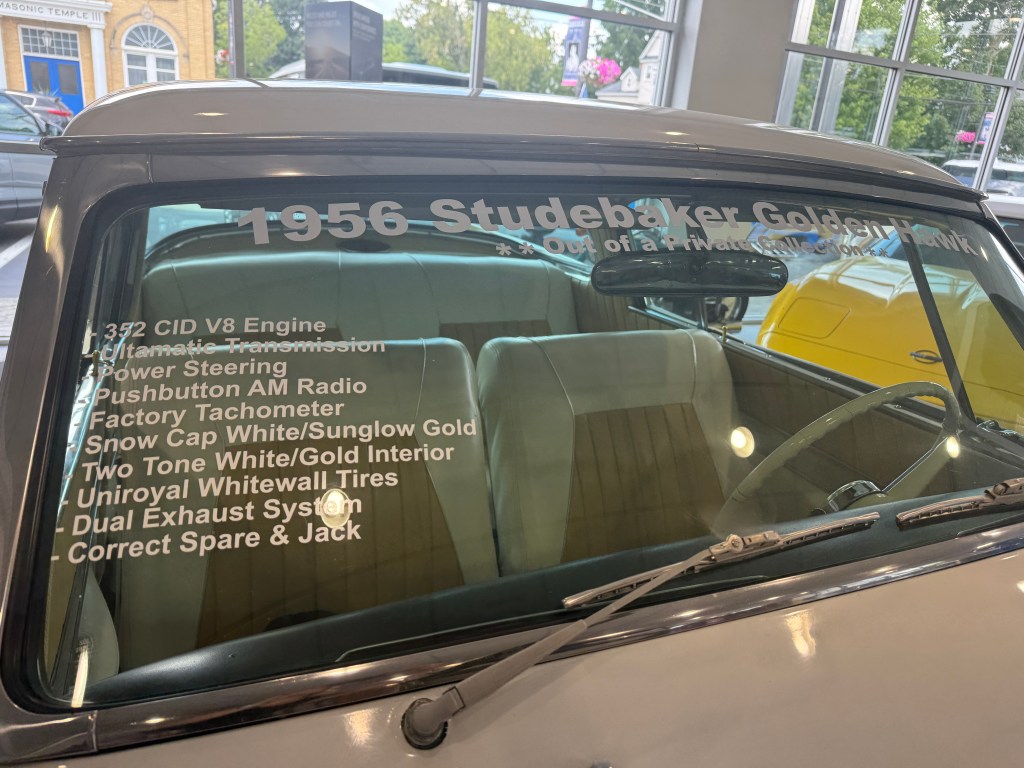 MASONIC TEMPLE
1956 Studebaker Golden Hawk
* * Out of a Private Collection * *
- 352 CID V8 Engine
- Ultamatic Transmission
- Power Steering
- Pushbutton AM Radio
- Factory Tachometer
- Snow Cap White/Sunglow Gold
- Two Tone White/Gold Interior
- Uniroyal Whitewall Tires
- Dual Exhaust System
- Correct Spare & Jack